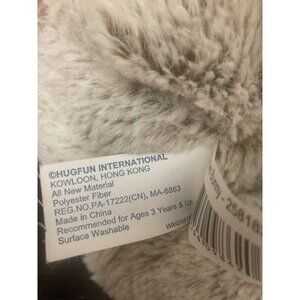 ©HUGFUN INTERNATIONAL
KOWLOON, HONG KONG
All New Material
Polyester Fiber
REG.NO.PA-17222(CN), MA-6863
Made in China
Recommended for Ages 3 Years & Up.
Surface Washable